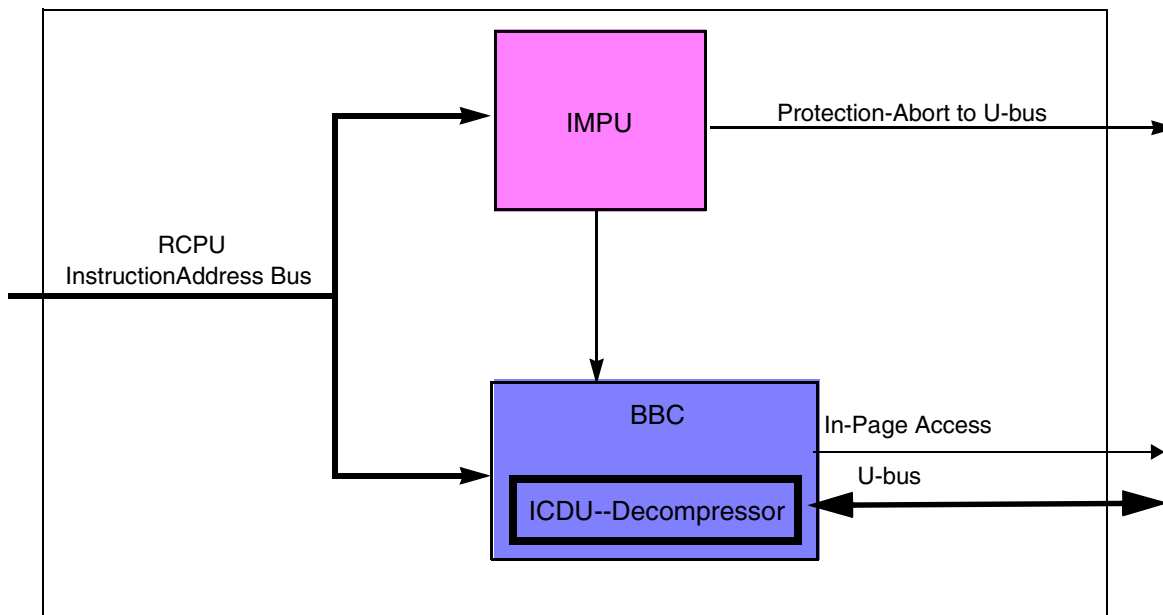 IMPU
Protection-Abort to U-bus
RCPU
InstructionAddress Bus
BBC
In-Page Access
U-bus
ICDU--Decompressor